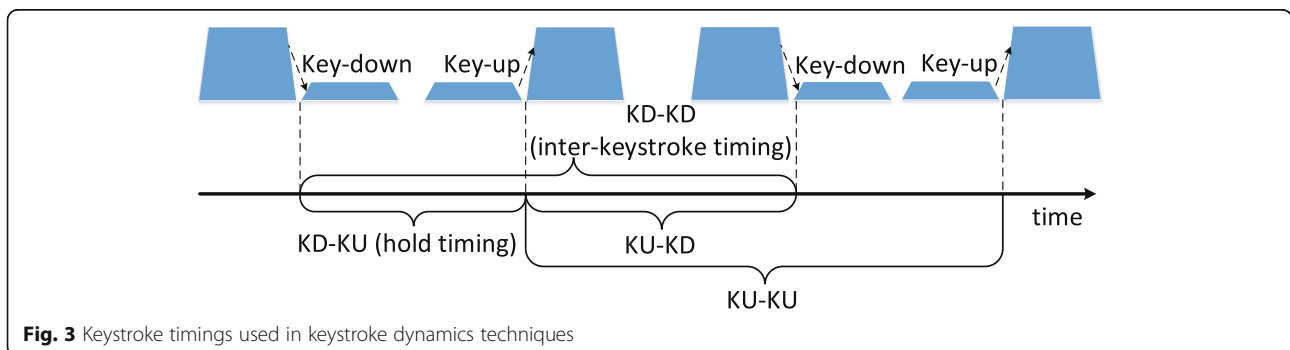 Key-down
Key-up
Key-down
Key-up
KD-KD
(inter-keystroke timing)
time
KD-KU (hold timing)
KU-KD
KU-KU
Fig. 3 Keystroke timings used in keystroke dynamics techniques